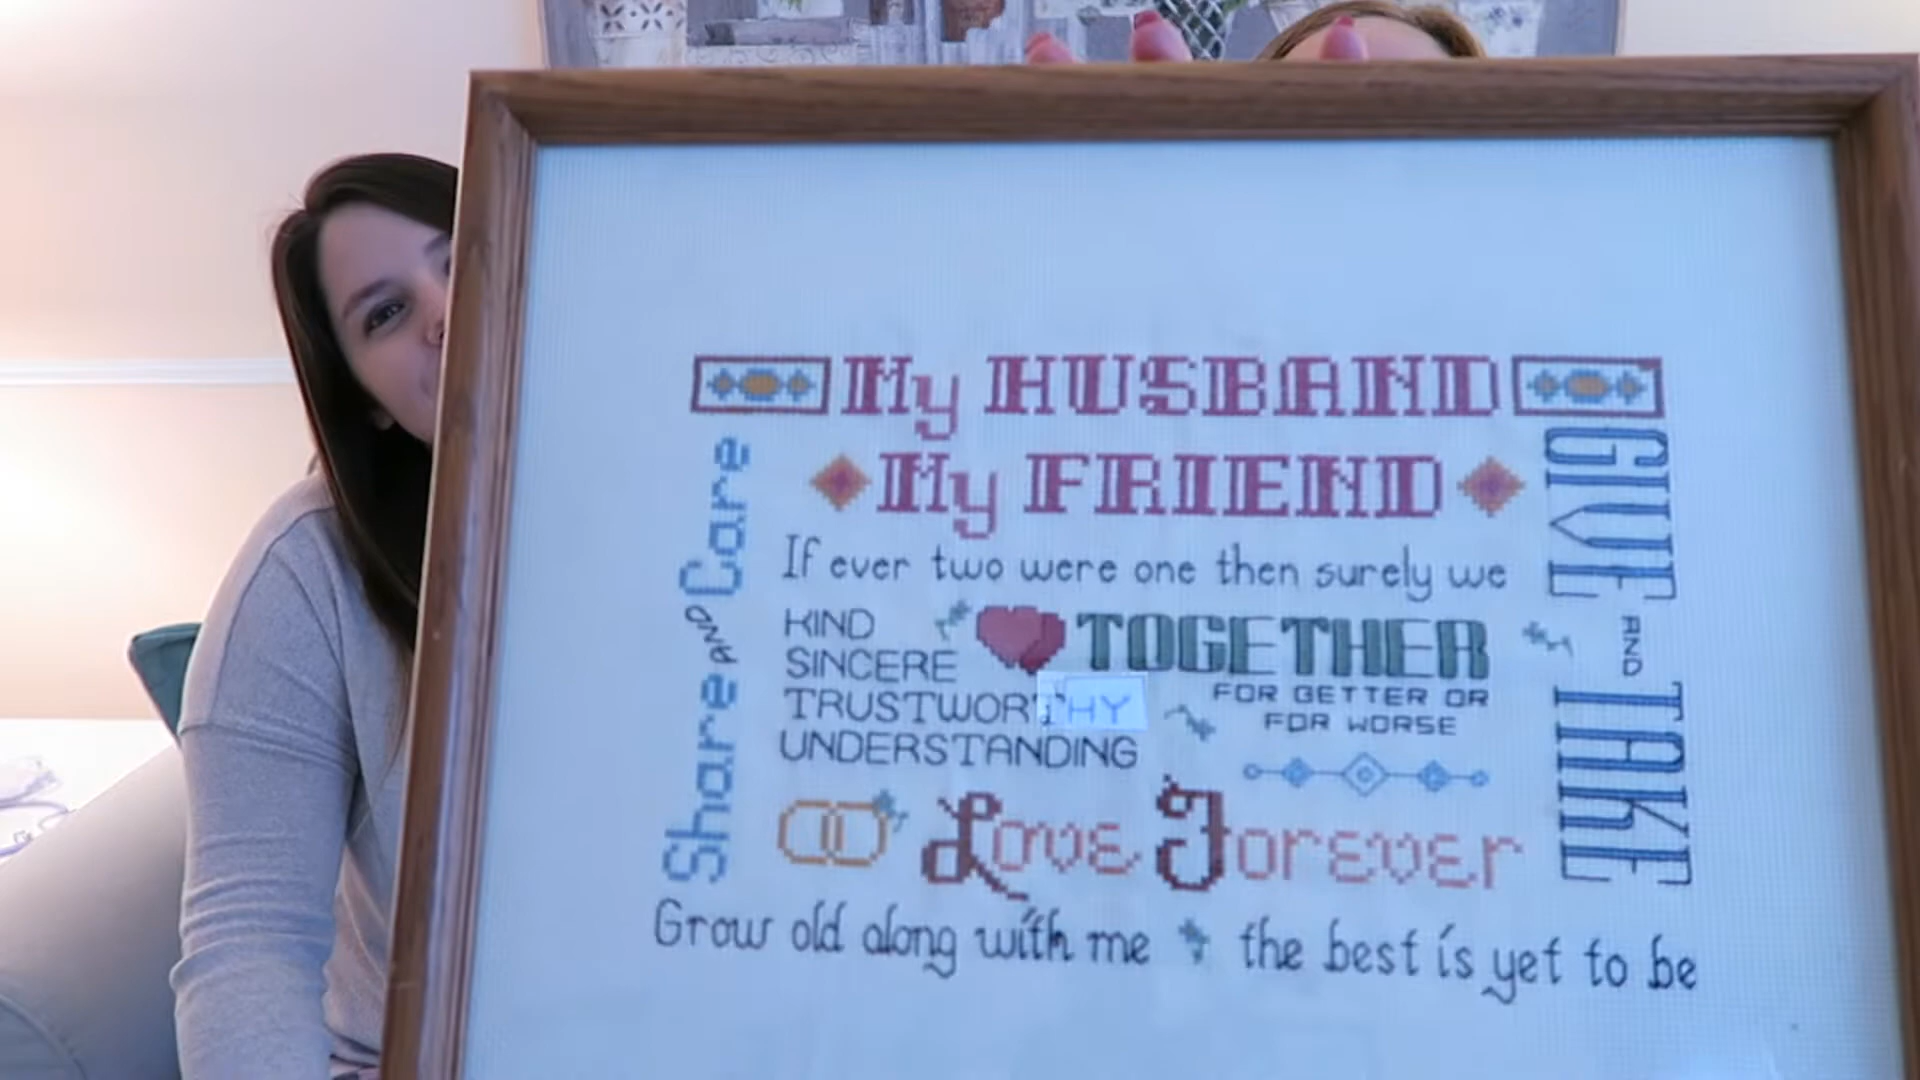 My HUSBAND
My FRIEND
If ever two were one then surely we
KIND
SINCERE
TRUSTWORTHY
UNDERSTANDING
TOGETHER
FOR BETTER OR
FOR WORSE
Love Forever
Share AND Care
GIVE AND TAKE
Grow old along with me the best is yet to be